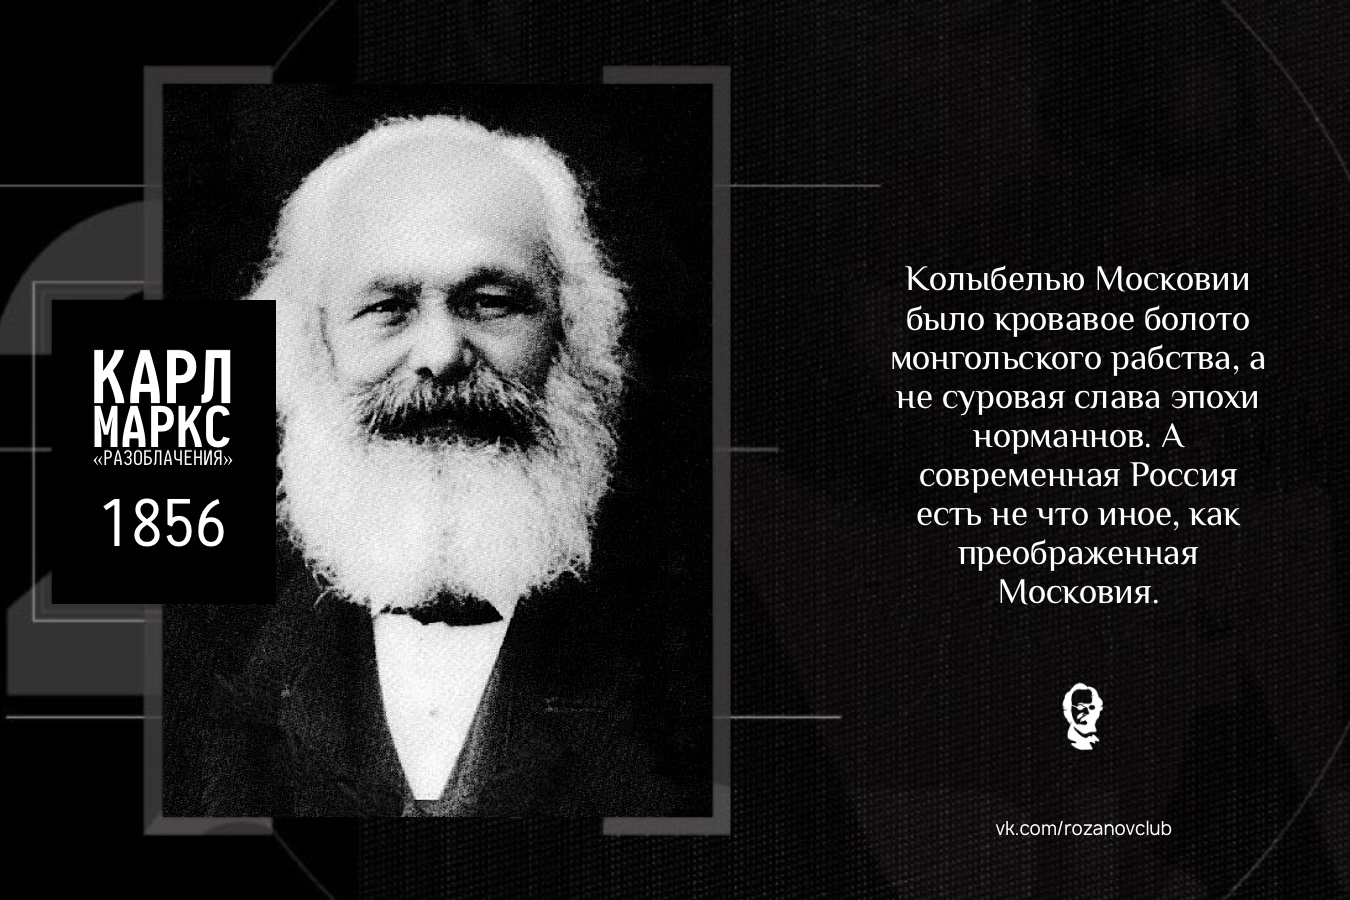 КАРЛ
МАРКС
«РАЗОБЛАЧЕНИЯ»
1856
Колыбелью Московии
было кровавое болото
монгольского рабства, а
не суровая слава эпохи
норманнов. А
современная Россия
есть не что иное, как
преображенная
Московия.
vk.com/rozanovclub